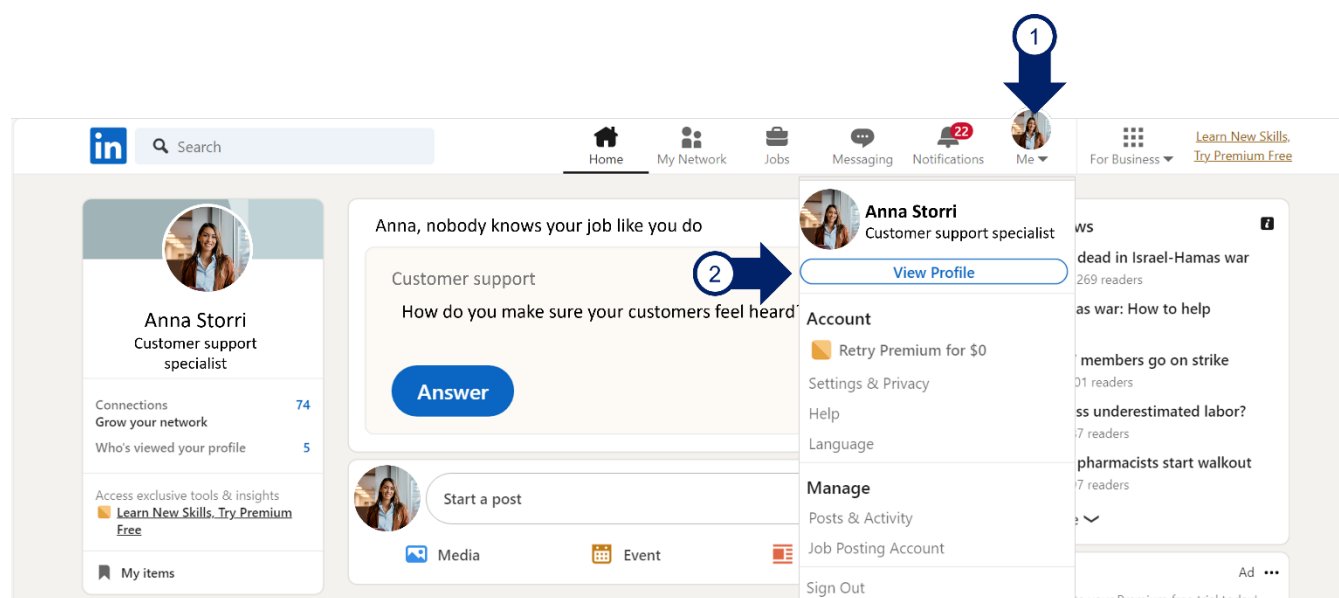 1
in
Search
Home
My Network
Jobs
Messaging
22
Notifications
Me
For Business
Learn New Skills,
Try Premium Free
Anna Storri
Customer support
specialist
Connections 74
Grow your network
Who's viewed your profile 5
Access exclusive tools & insights
Learn New Skills, Try Premium
Free
My items
Anna, nobody knows your job like you do
Customer support
How do you make sure your customers feel heard?
Answer
Start a post
Media
Event
2
Anna Storri
Customer support specialist
View Profile
Account
Retry Premium for $0
Settings & Privacy
Help
Language
Manage
Posts & Activity
Job Posting Account
Sign Out
dead in Israel-Hamas war
269 readers
war: How to help
members go on strike
readers
underestimated labor?
readers
pharmacists start walkout
readers
Ad